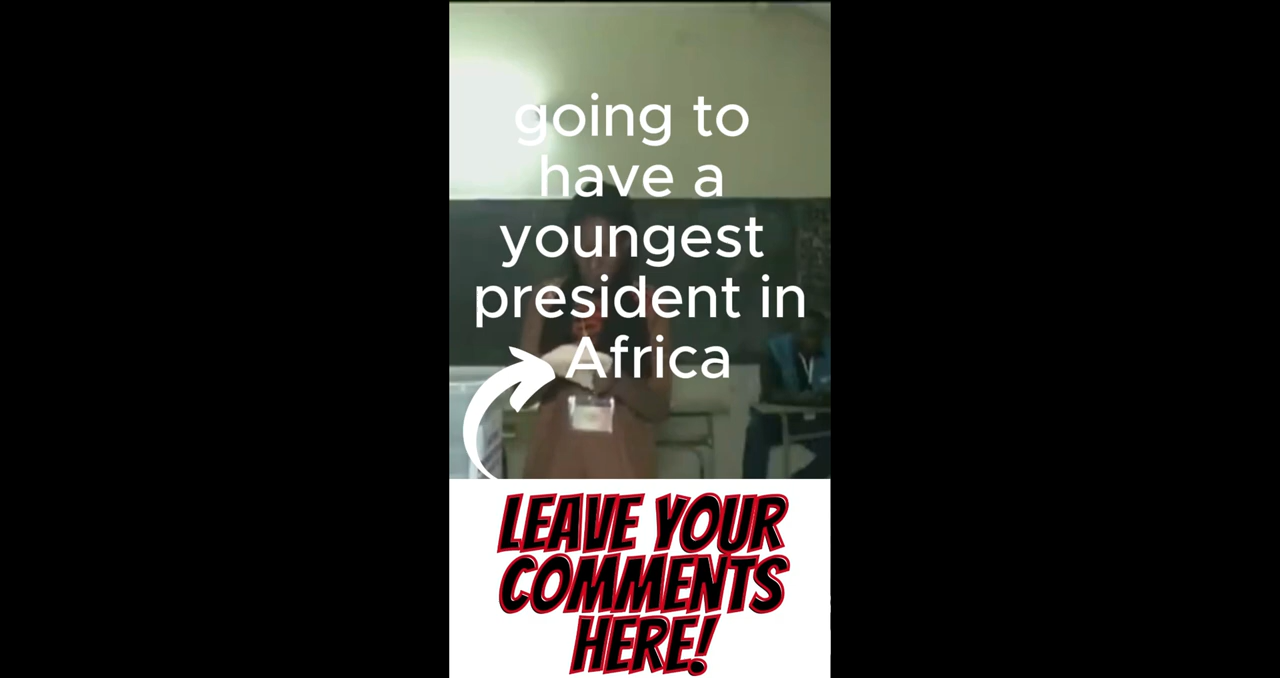 going to
have a
youngest
president in
Africa
LEAVE YOUR
COMMENTS
HERE!